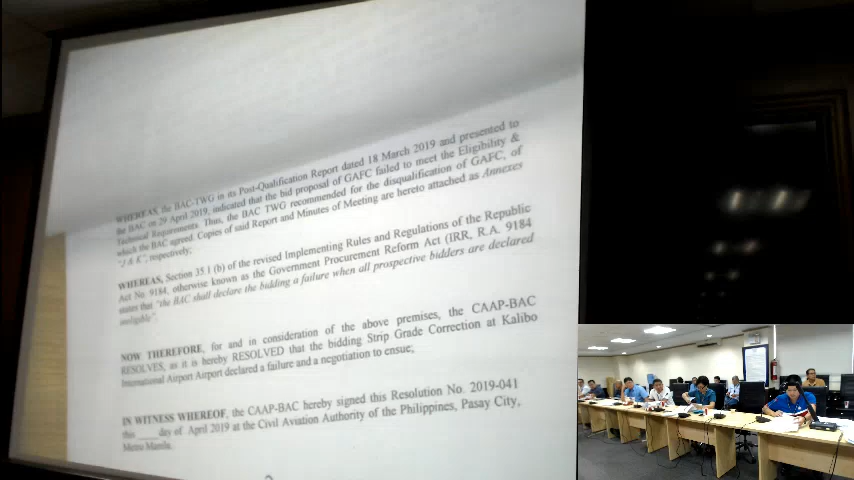 WHEREAS, the BAC-TWG in its Post-Qualification Report dated 18 March 2019 and presented to
the BAC on 29 April 2019, indicated that the bid proposal of GAFC failed to meet the Eligibility &
Technical Requirements. Thus, the BAC TWG recommended for the disqualification of GAFC, of
which the BAC agreed. Copies of said Report and Minutes of Meeting are hereto attached as Annexes
"J & K", respectively;
WHEREAS, Section 35.1 (b) of the revised Implementing Rules and Regulations of the Republic
Act No. 9184, otherwise known as the Government Procurement Reform Act (IRR, R.A. 9184
states that "the BAC shall declare the bidding a failure when all prospective bidders are declared
ineligible".
NOW THEREFORE, for and in consideration of the above premises, the CAAP-BAC
RESOLVES, as it is hereby RESOLVED that the bidding Strip Grade Correction at Kalibo
International Airport Airport declared a failure and a negotiation to ensue;
IN WITNESS WHEREOF, the CAAP-BAC hereby signed this Resolution No. 2019-041
this ____ day of April 2019 at the Civil Aviation Authority of the Philippines, Pasay City,
Metro Manila.